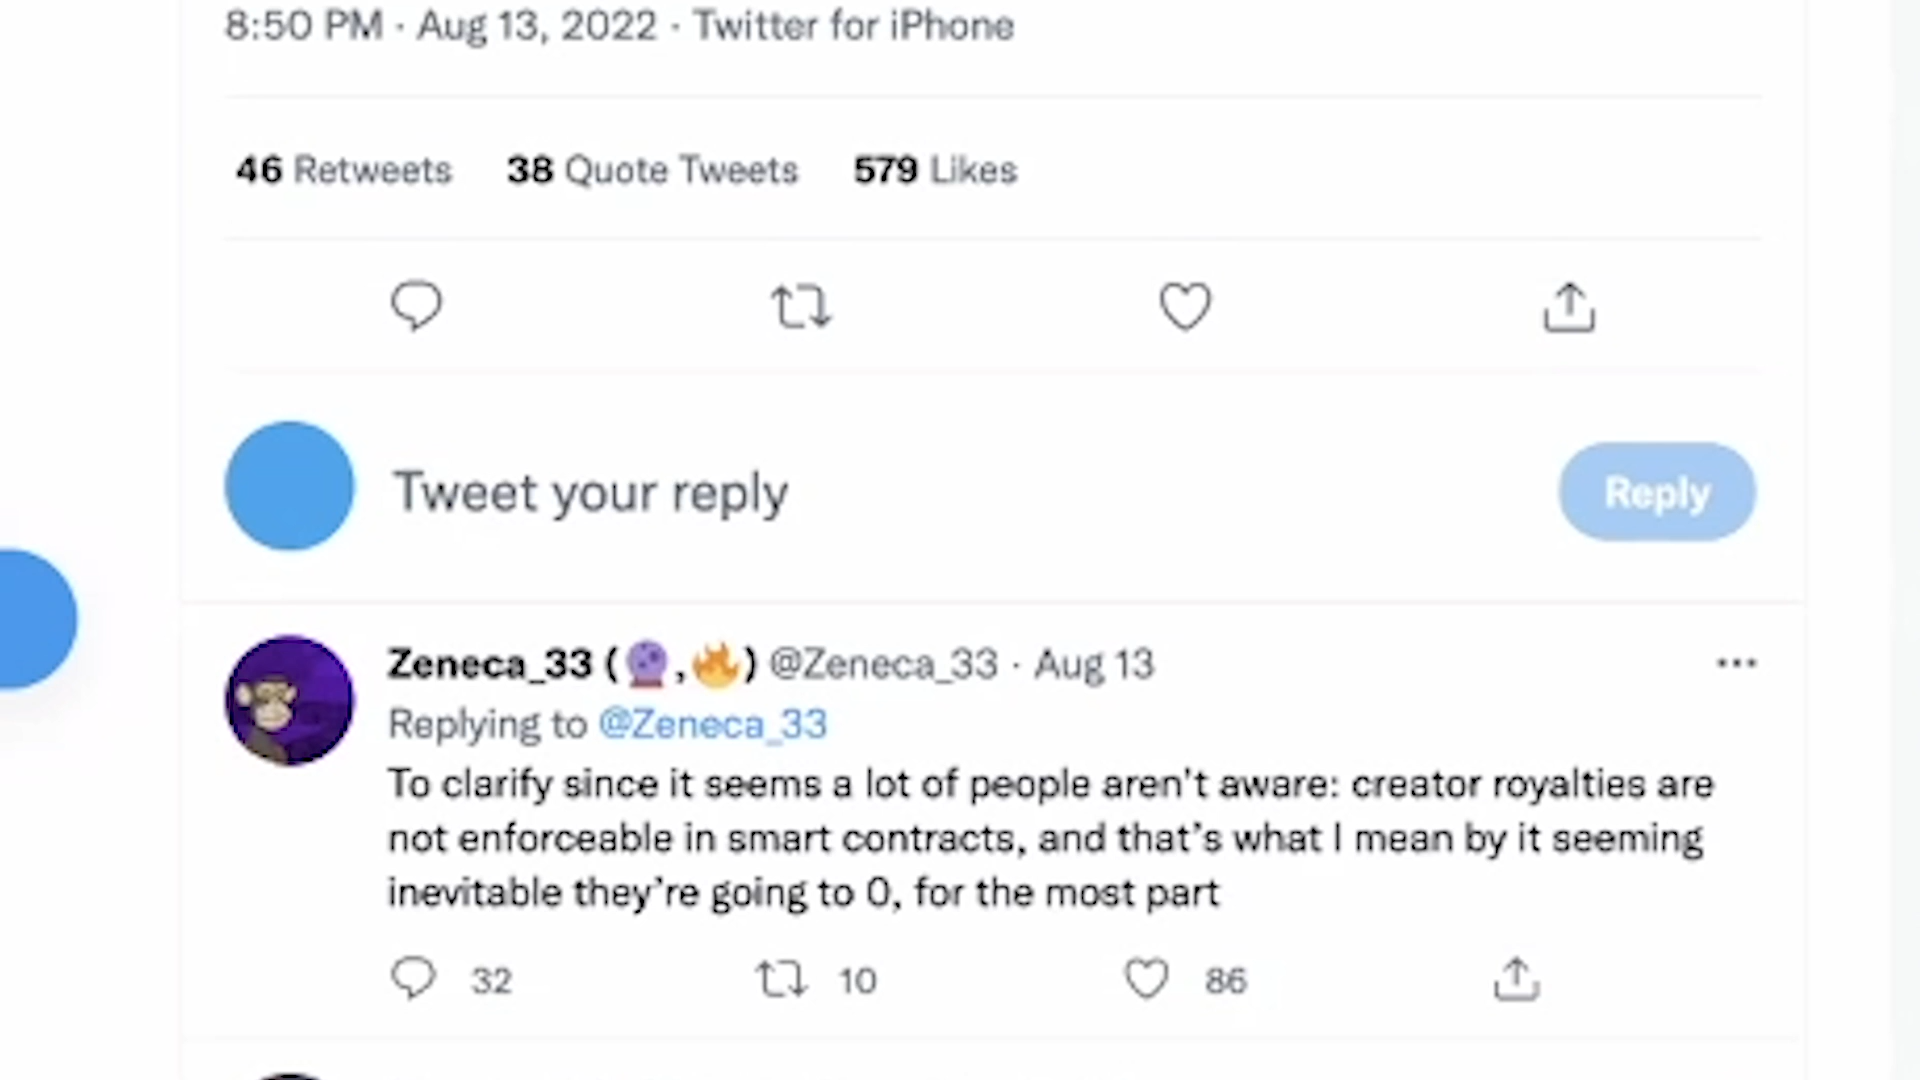 8:50 PM · Aug 13, 2022 · Twitter for iPhone
46 Retweets 38 Quote Tweets 579 Likes
Tweet your reply
Reply
Zeneca_33 (🔮,🔥) @Zeneca_33 · Aug 13
Replying to @Zeneca_33
To clarify since it seems a lot of people aren't aware: creator royalties are
not enforceable in smart contracts, and that’s what I mean by it seeming
inevitable they’re going to 0, for the most part
32 10 86